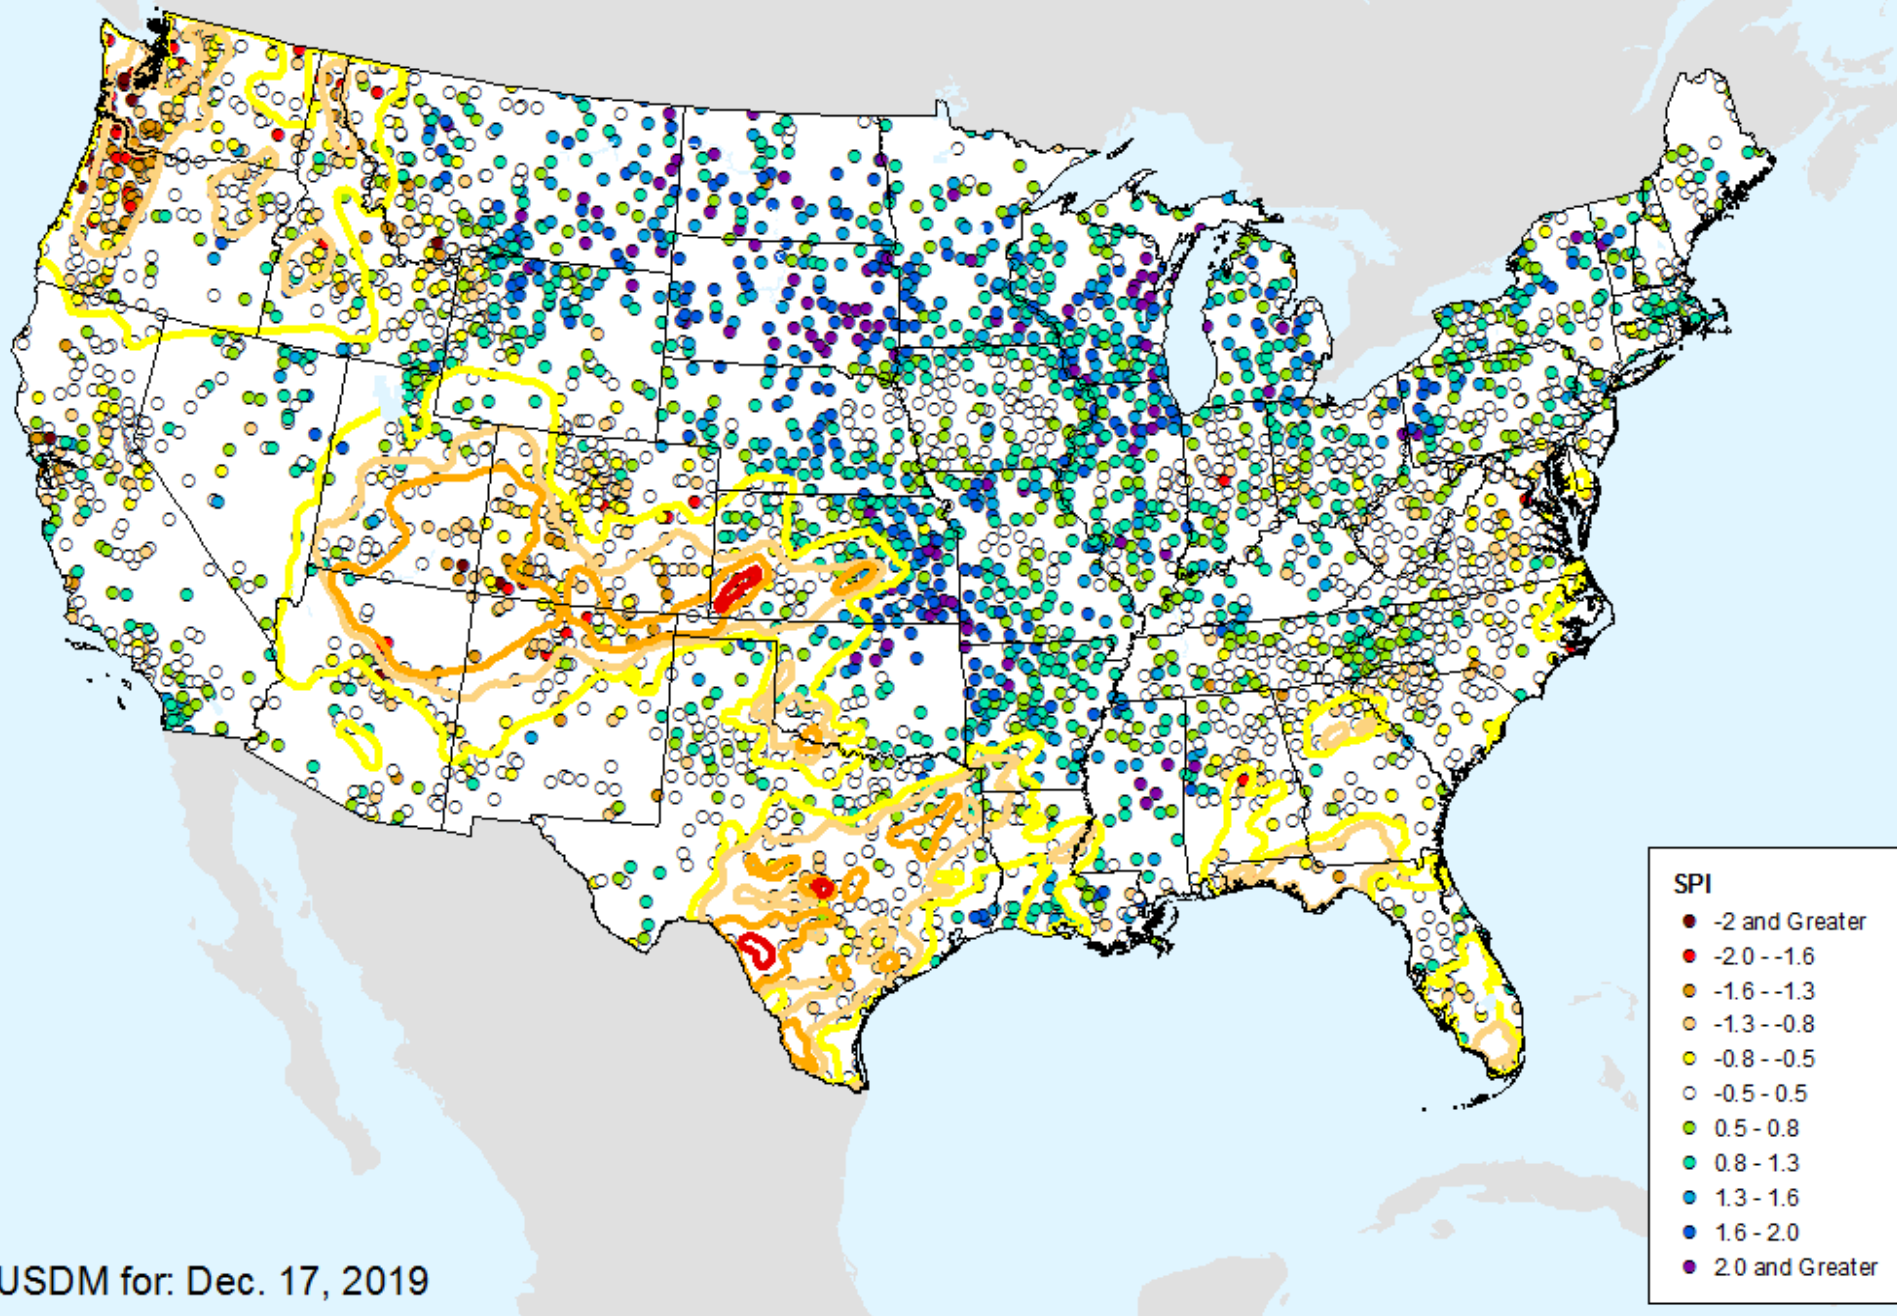 SPI
-2 and Greater
-2.0 - -1.6
-1.6 - -1.3
-1.3 - -0.8
-0.8 - -0.5
-0.5 - 0.5
0.5 - 0.8
0.8 - 1.3
1.3 - 1.6
1.6 - 2.0
2.0 and Greater
USDM for: Dec. 17, 2019